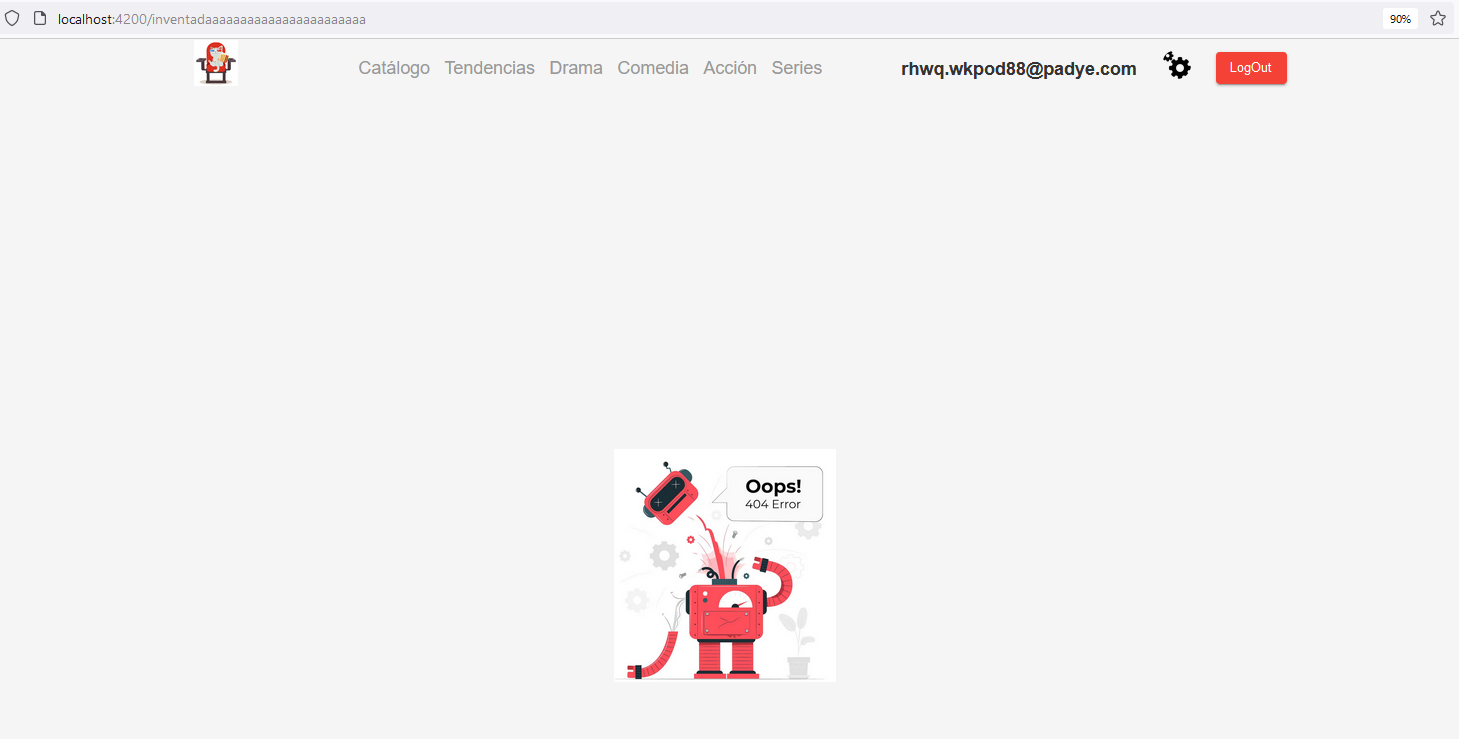 localhost:4200/inventadaaaaaaaaaaaaaaaaaaaaaaa
90%
Catálogo Tendencias Drama Comedia Acción Series rhwq.wkpod88@padye.com LogOut
Oops!
404 Error